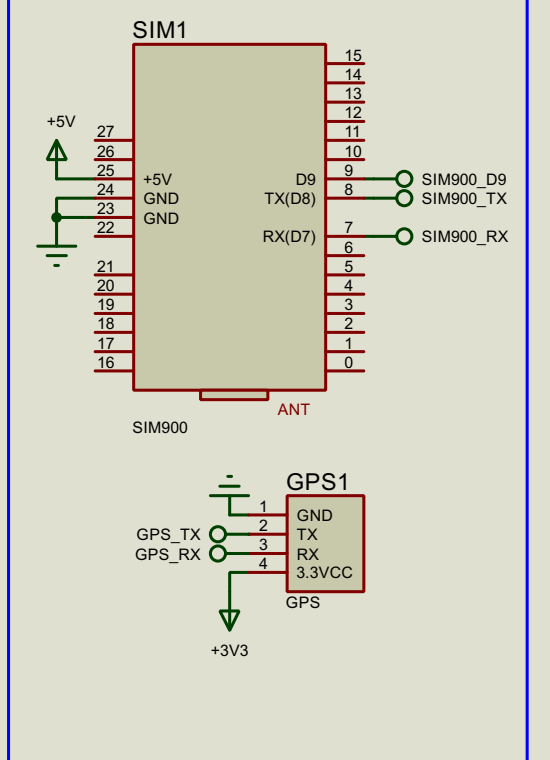 SIM1
15
14
13
12
+5V
27 11
26 10
25 +5V D9 9 SIM900_D9
24 GND TX(D8) 8 SIM900_TX
23 GND
22 RX(D7) 7 SIM900_RX
6
21 5
20 4
19 3
18 2
17 1
16 0
ANT
SIM900
GPS1
1 GND
GPS_TX 2 TX
GPS_RX 3 RX
4 3.3VCC
GPS
+3V3